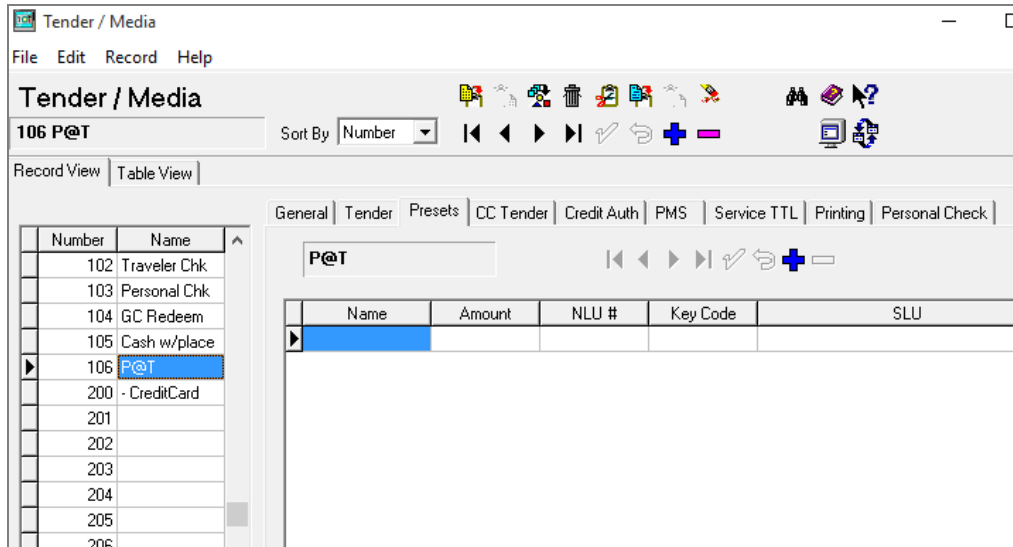 Tender / Media
File Edit Record Help
Tender / Media
106 P@T
Sort By Number
Record View Table View
General Tender Presets CC Tender Credit Auth PMS Service TTL Printing Personal Check
Number Name
102 Traveler Chk
103 Personal Chk
104 GC Redeem
105 Cash w/place
106 P@T
200 - CreditCard
201
202
203
204
205
206
P@T
Name Amount NLU # Key Code SLU